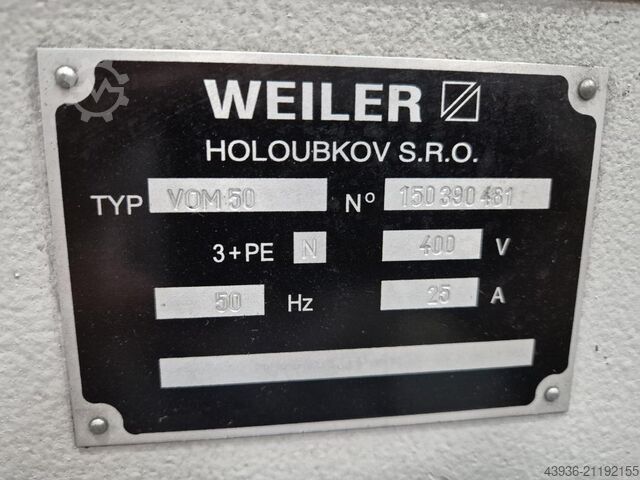 WEILER
HOLOUBKOV S.R.O.
TYP VOM 50 Nº 150 390 481
3+PE N 400 V
50 Hz 25 A
43936-21192155